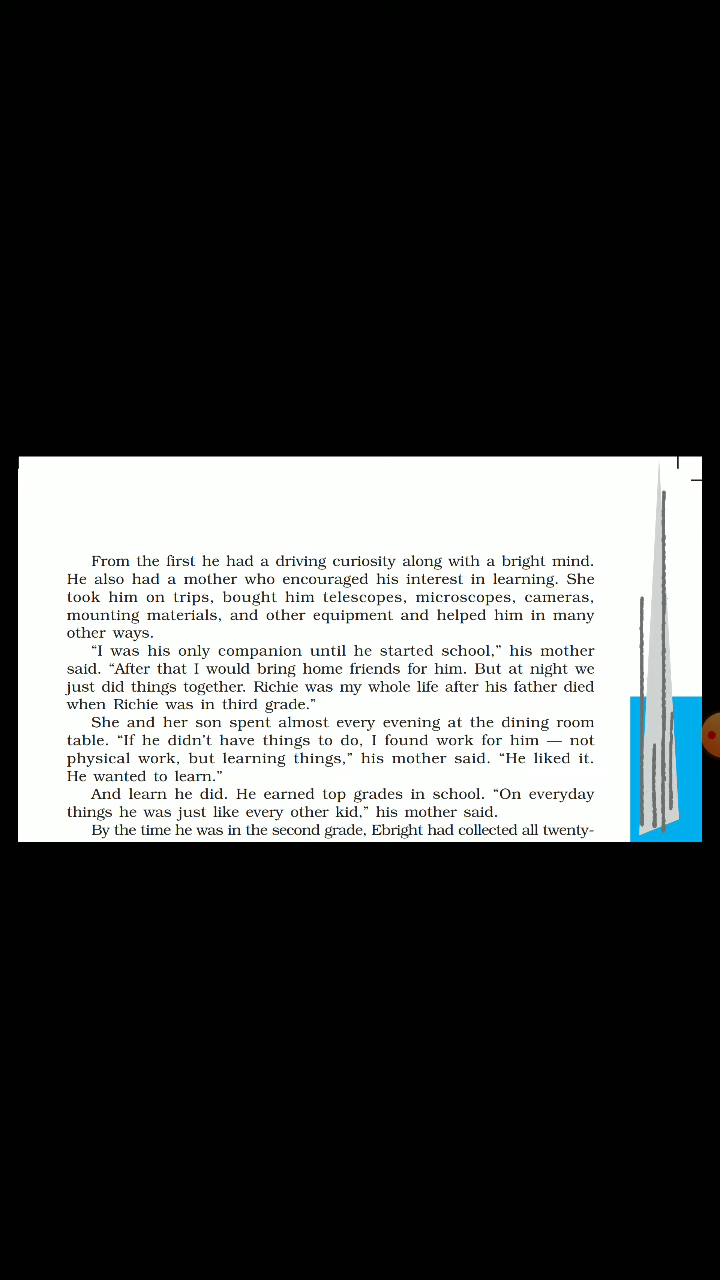 From the first he had a driving curiosity along with a bright mind.
He also had a mother who encouraged his interest in learning. She
took him on trips, bought him telescopes, microscopes, cameras,
mounting materials, and other equipment and helped him in many
other ways.
“I was his only companion until he started school,” his mother
said. “After that I would bring home friends for him. But at night we
just did things together. Richie was my whole life after his father died
when Richie was in third grade.”
She and her son spent almost every evening at the dining room
table. “If he didn’t have things to do, I found work for him — not
physical work, but learning things,” his mother said. “He liked it.
He wanted to learn.”
And learn he did. He earned top grades in school. “On everyday
things he was just like every other kid,” his mother said.
By the time he was in the second grade, Ebright had collected all twenty-